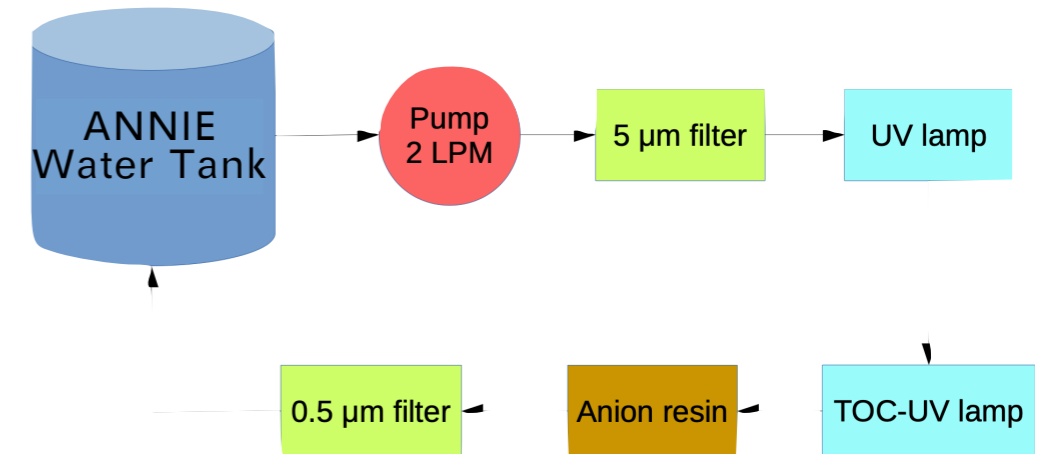 ANNIE
Water Tank
Pump
2 LPM
5 µm filter
UV lamp
0.5 µm filter
Anion resin
TOC-UV lamp